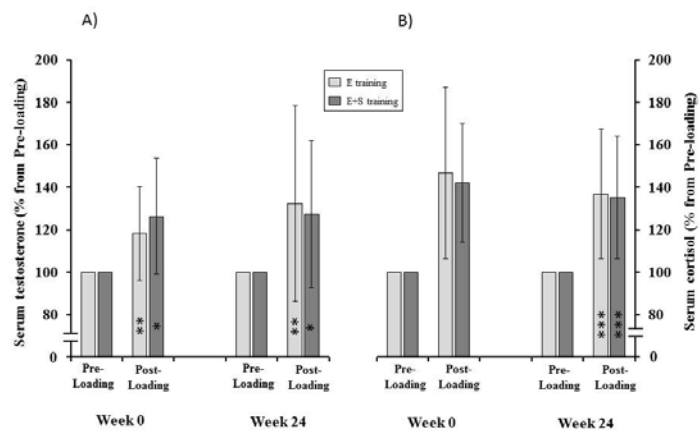 A)
B)
200
180
160
140
120
100
80
0
Serum testosterone (% from Pre-loading)
E training
E+S training
**
*
**
*
***
***
200
180
160
140
120
100
80
0
Serum cortisol (% from Pre-loading)
Pre-
Loading
Post-
Loading
Pre-
Loading
Post-
Loading
Pre-
Loading
Post-
Loading
Pre-
Loading
Post-
Loading
Week 0
Week 24
Week 0
Week 24